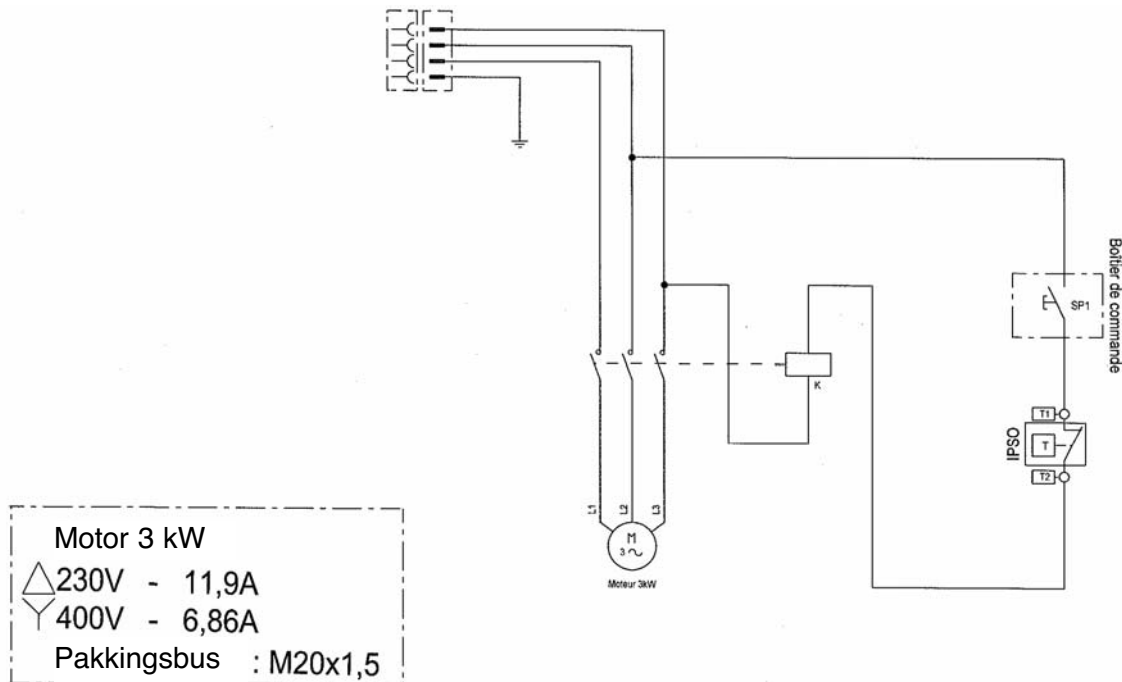 Boîtier de commande
SP1
K
T1
IPSO
T
T2
L1
L2
L3
M
3 ~
Moteur 3kW
Motor 3 kW
230V - 11,9A
400V - 6,86A
Pakkingsbus : M20x1,5